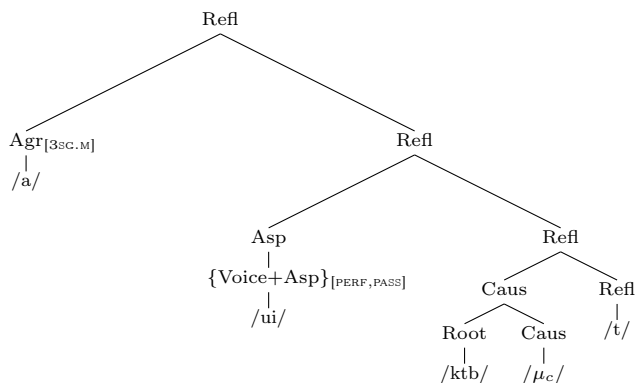 Refl
Agr[3SG.M] Refl
/a/
Asp Refl
{Voice+Asp}[PERF,PASS] Caus Refl
/ui/ Root Caus /t/
/ktb/ /μc/